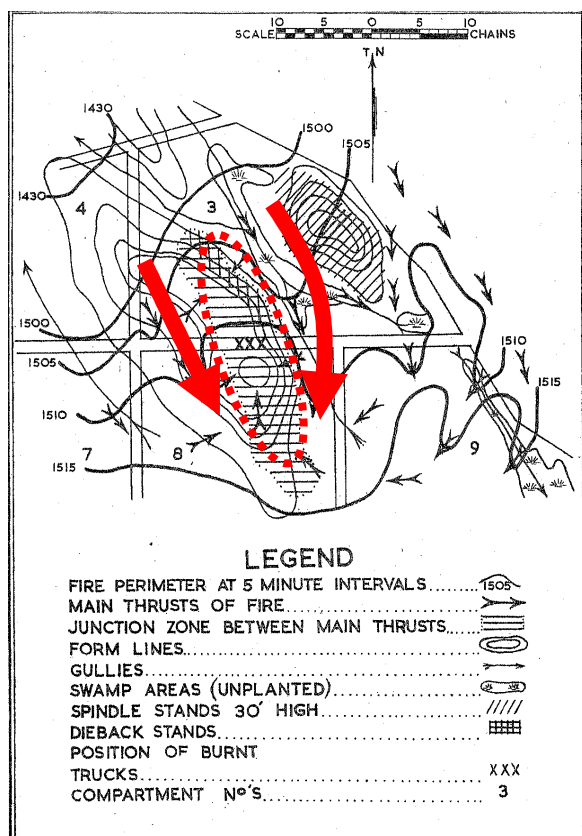 10 5 0 5 10
SCALE CHAINS
T N
1430
1500
1505
1430
4
3
1500
XXX
1505
1510
1510
1515
7
8
9
1515
LEGEND
FIRE PERIMETER AT 5 MINUTE INTERVALS....... 1505
MAIN THRUSTS OF FIRE
JUNCTION ZONE BETWEEN MAIN THRUSTS
FORM LINES
GULLIES
SWAMP AREAS (UNPLANTED)
SPINDLE STANDS 30' HIGH
DIEBACK STANDS
POSITION OF BURNT
TRUCKS XXX
COMPARTMENT Nº'S 3